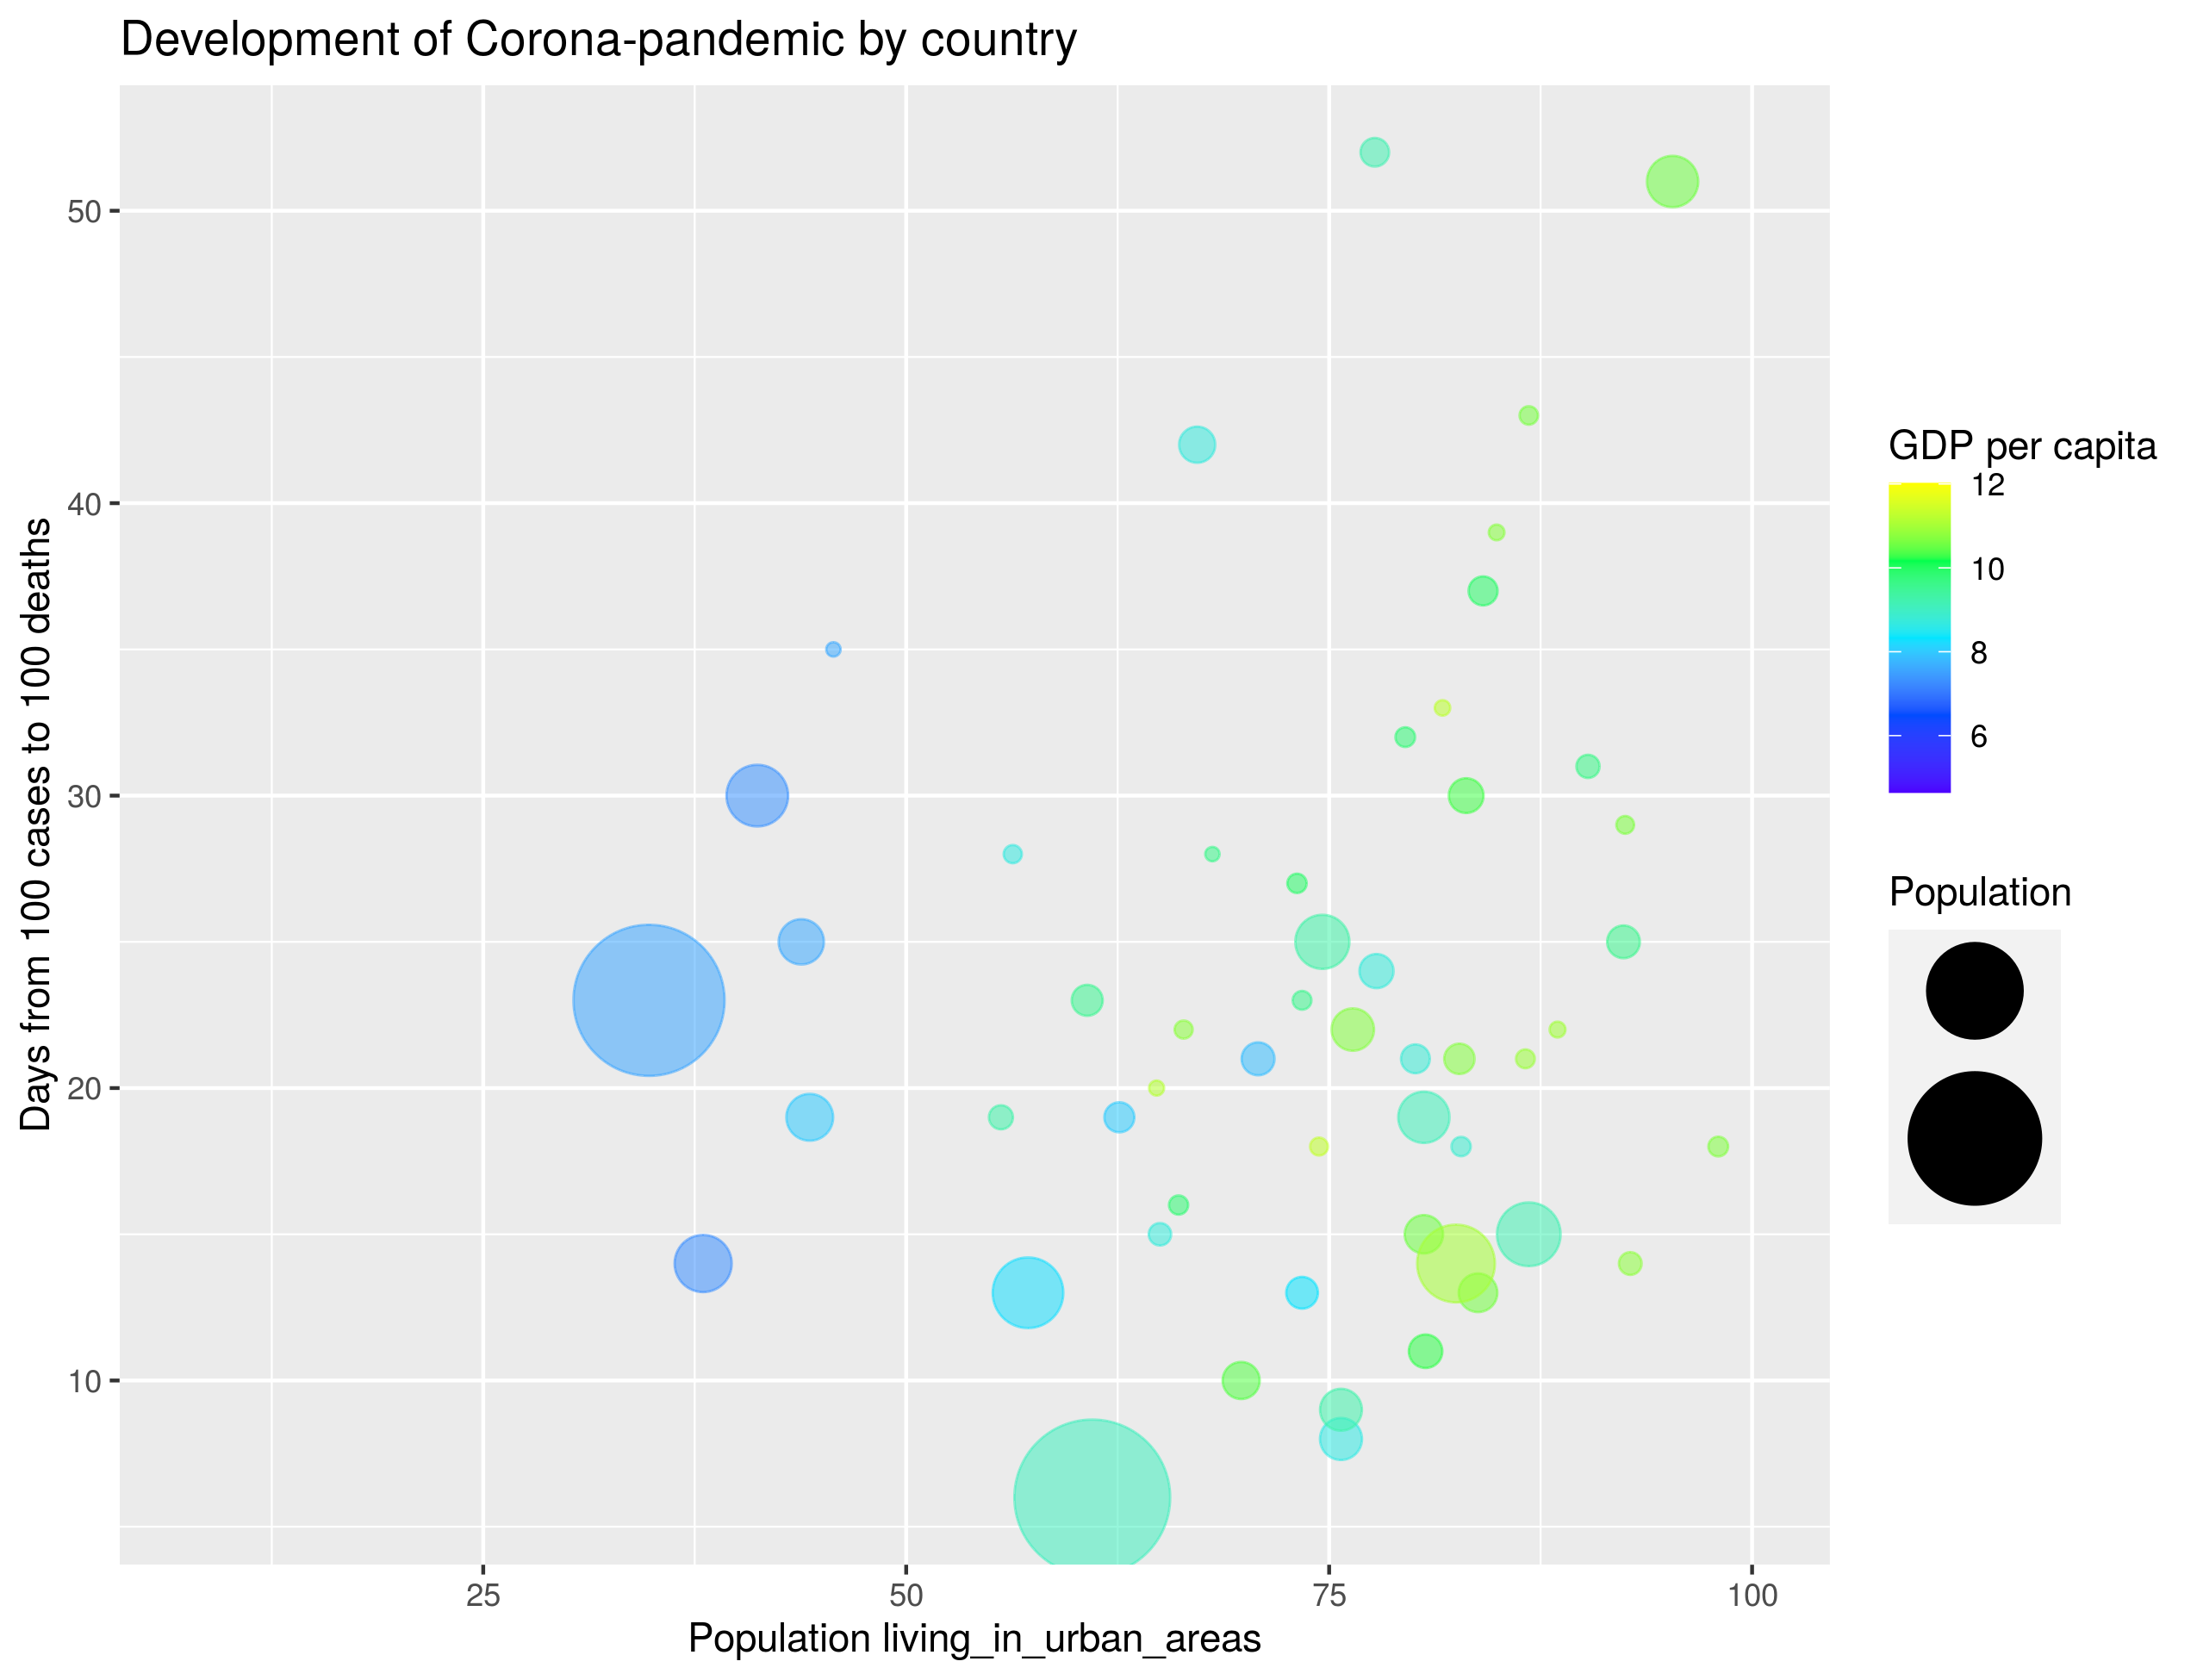 Development of Corona-pandemic by country
Days from 100 cases to 100 deaths
50
40
30
20
10
25
50
75
100
Population living_in_urban_areas
GDP per capita
12
10
8
6
Population